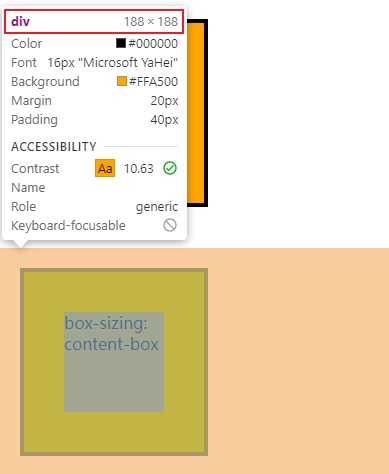 div 188 × 188
Color #000000
Font 16px "Microsoft YaHei"
Background #FFA500
Margin 20px
Padding 40px
ACCESSIBILITY
Contrast Aa 10.63
Name
Role generic
Keyboard-focusable
box-sizing:
content-box